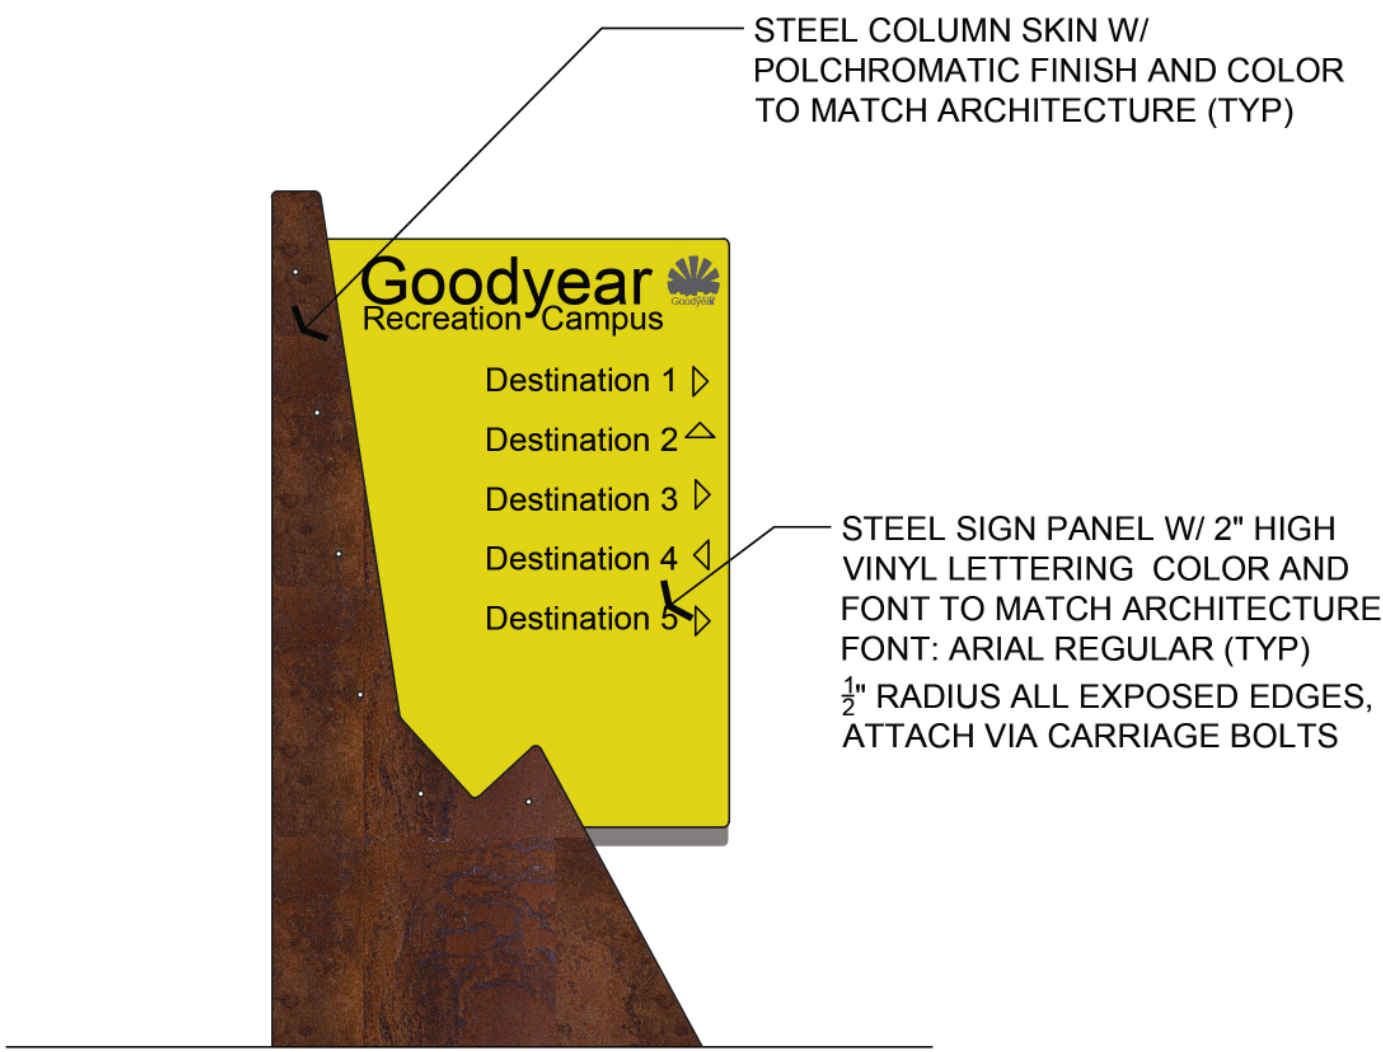 STEEL COLUMN SKIN W/
POLCHROMATIC FINISH AND COLOR
TO MATCH ARCHITECTURE (TYP)
Goodyear
Goodyear
Recreation Campus
Destination 1
Destination 2
Destination 3
Destination 4
Destination 5
STEEL SIGN PANEL W/ 2" HIGH
VINYL LETTERING COLOR AND
FONT TO MATCH ARCHITECTURE
FONT: ARIAL REGULAR (TYP)
½" RADIUS ALL EXPOSED EDGES,
ATTACH VIA CARRIAGE BOLTS